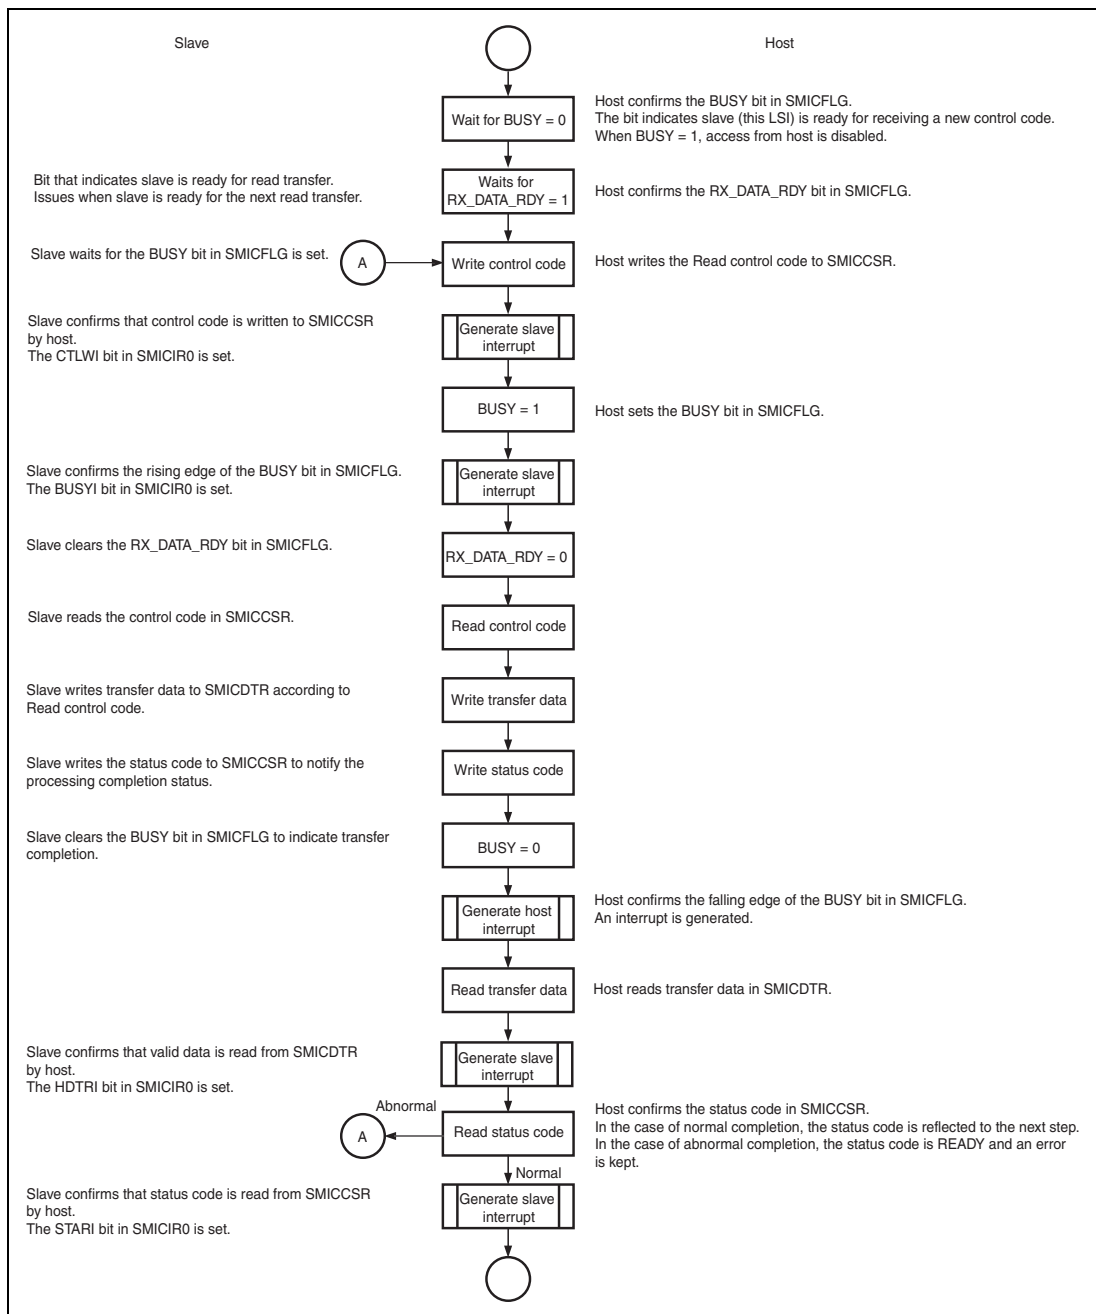 Slave
Host
Wait for BUSY = 0
Host confirms the BUSY bit in SMICFLG.
The bit indicates slave (this LSI) is ready for receiving a new control code.
When BUSY = 1, access from host is disabled.
Bit that indicates slave is ready for read transfer.
Issues when slave is ready for the next read transfer.
Waits for
RX_DATA_RDY = 1
Host confirms the RX_DATA_RDY bit in SMICFLG.
Slave waits for the BUSY bit in SMICFLG is set.
A
Write control code
Host writes the Read control code to SMICCSR.
Slave confirms that control code is written to SMICCSR
by host.
The CTLWI bit in SMICIR0 is set.
Generate slave
interrupt
BUSY = 1
Host sets the BUSY bit in SMICFLG.
Slave confirms the rising edge of the BUSY bit in SMICFLG.
The BUSYI bit in SMICIR0 is set.
Generate slave
interrupt
Slave clears the RX_DATA_RDY bit in SMICFLG.
RX_DATA_RDY = 0
Slave reads the control code in SMICCSR.
Read control code
Slave writes transfer data to SMICDTR according to
Read control code.
Write transfer data
Slave writes the status code to SMICCSR to notify the
processing completion status.
Write status code
Slave clears the BUSY bit in SMICFLG to indicate transfer
completion.
BUSY = 0
Generate host
interrupt
Host confirms the falling edge of the BUSY bit in SMICFLG.
An interrupt is generated.
Read transfer data
Host reads transfer data in SMICDTR.
Slave confirms that valid data is read from SMICDTR
by host.
The HDTRI bit in SMICIR0 is set.
Generate slave
interrupt
Abnormal
A
Read status code
Host confirms the status code in SMICCSR.
In the case of normal completion, the status code is reflected to the next step.
In the case of abnormal completion, the status code is READY and an error
is kept.
Normal
Slave confirms that status code is read from SMICCSR
by host.
The STARI bit in SMICIR0 is set.
Generate slave
interrupt